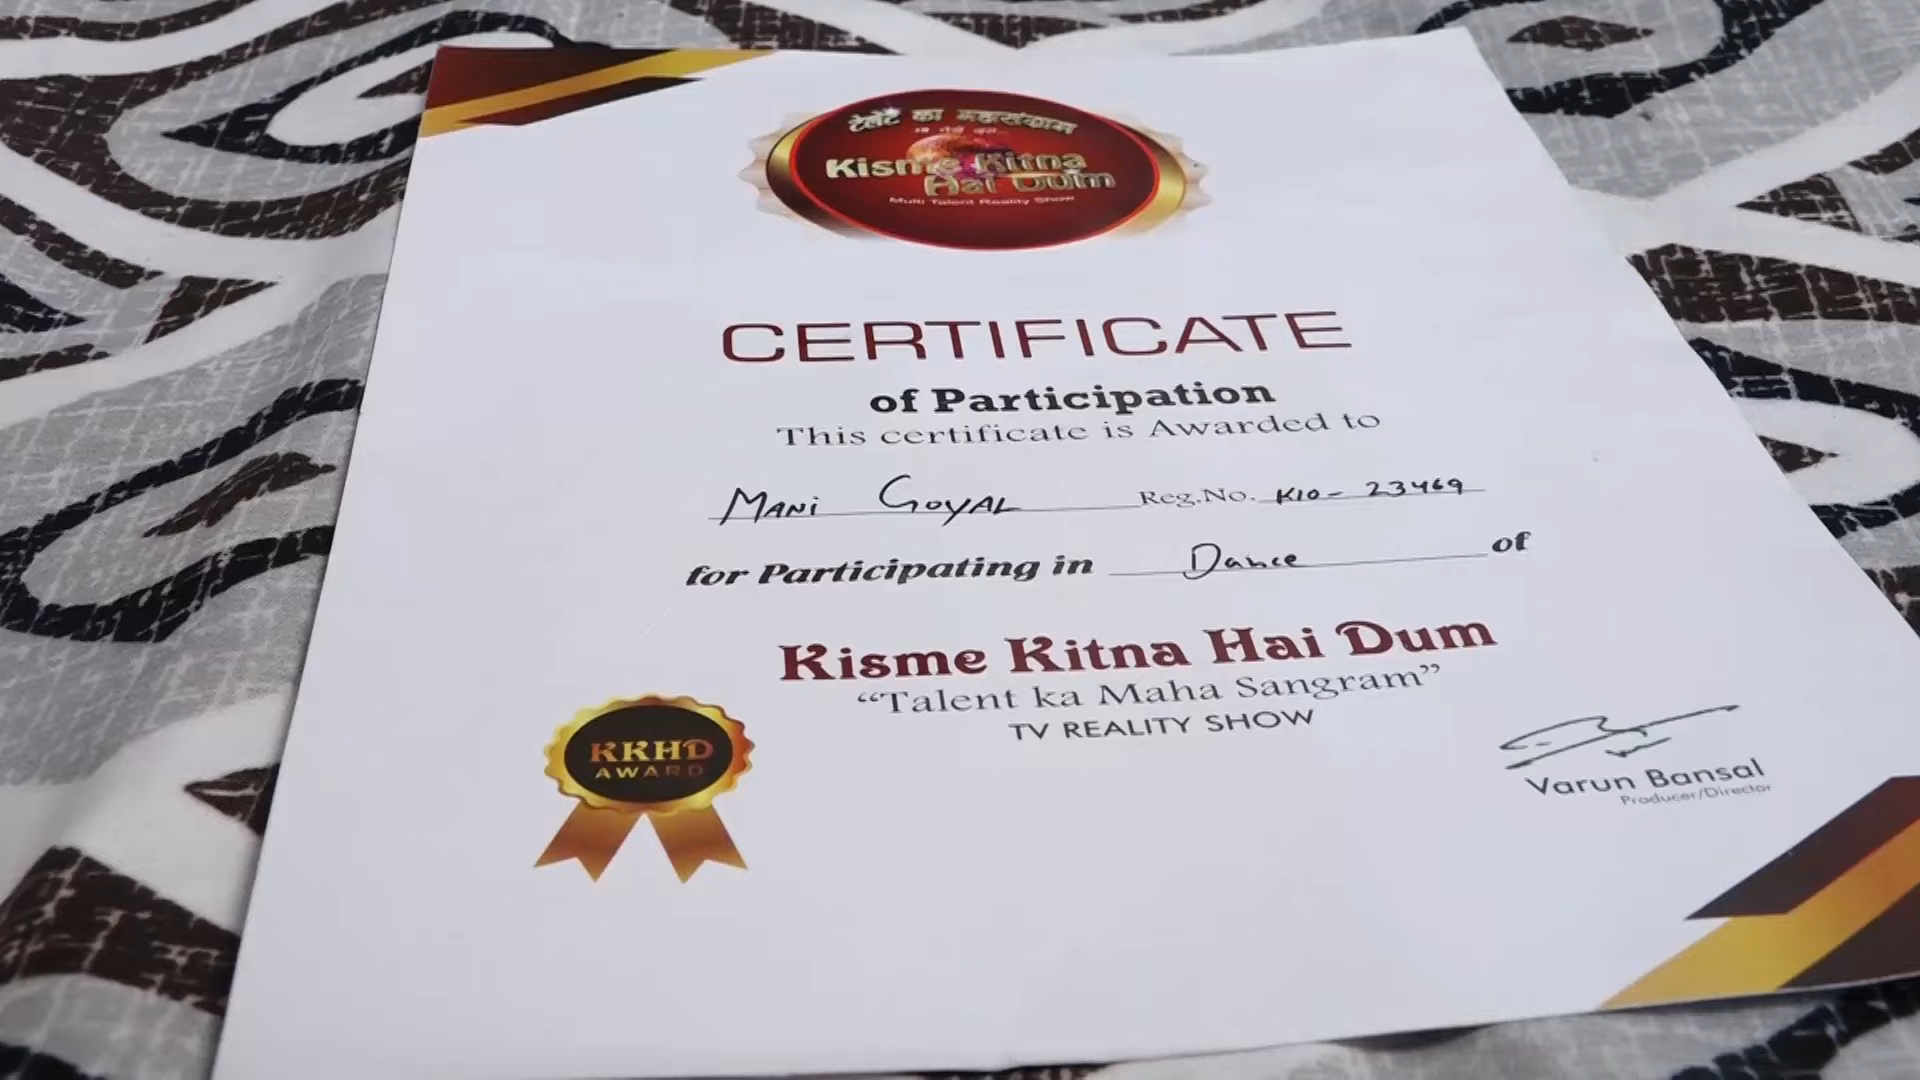 टेलेंट का महासंग्राम
Kisme Kitna
Hai Dum
Multi Talent Reality Show
CERTIFICATE
of Participation
This certificate is Awarded to
MANI GOYAL Reg.No. K10- 23469
for Participating in Dance of
Kisme Kitna Hai Dum
“Talent ka Maha Sangram”
TV REALITY SHOW
KKHD
AWARD
Varun Bansal
Producer/Director